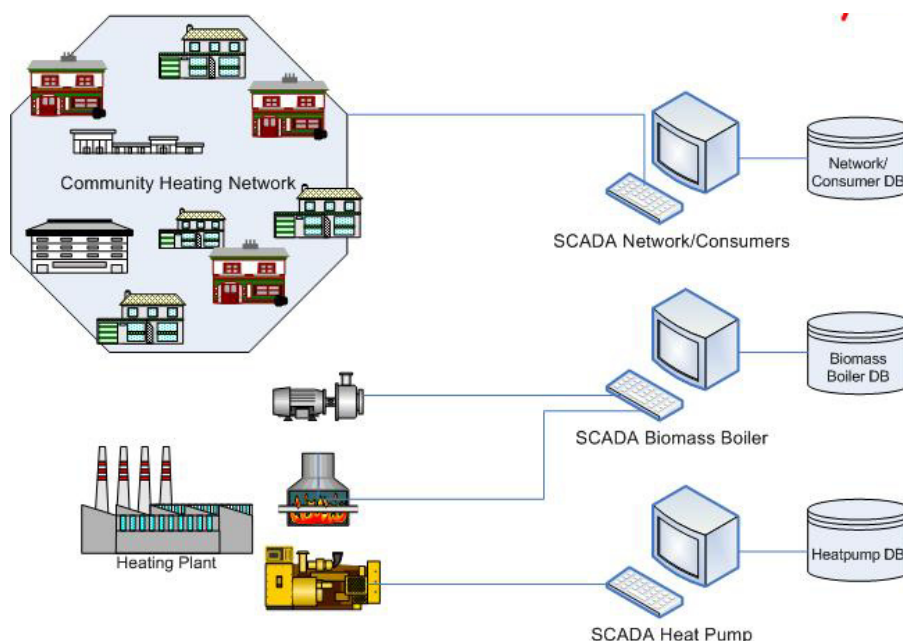 Community Heating Network
Network/
Consumer DB
SCADA Network/Consumers
Biomass
Boiler DB
SCADA Biomass Boiler
Heating Plant
Heatpump DB
SCADA Heat Pump